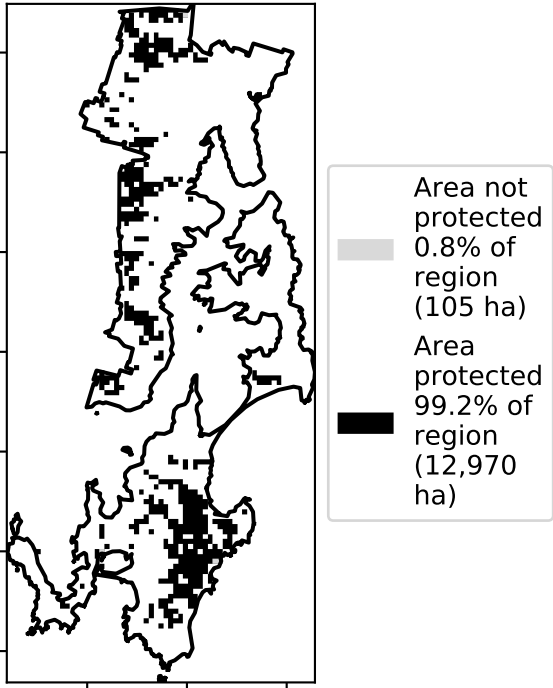 Area not
protected
0.8% of
region
(105 ha)
Area
protected
99.2% of
region
(12,970
ha)